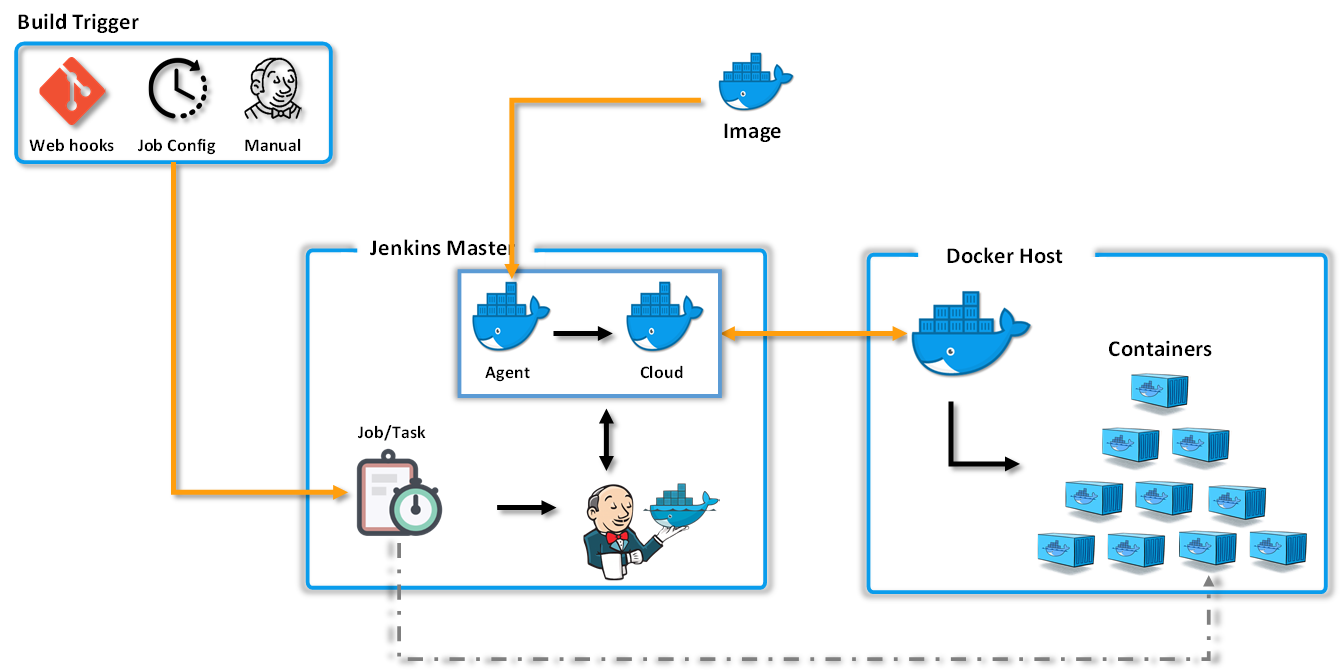 Build Trigger
Web hooks
Job Config
Manual
Image
Jenkins Master
Docker Host
Agent
Cloud
Containers
Job/Task